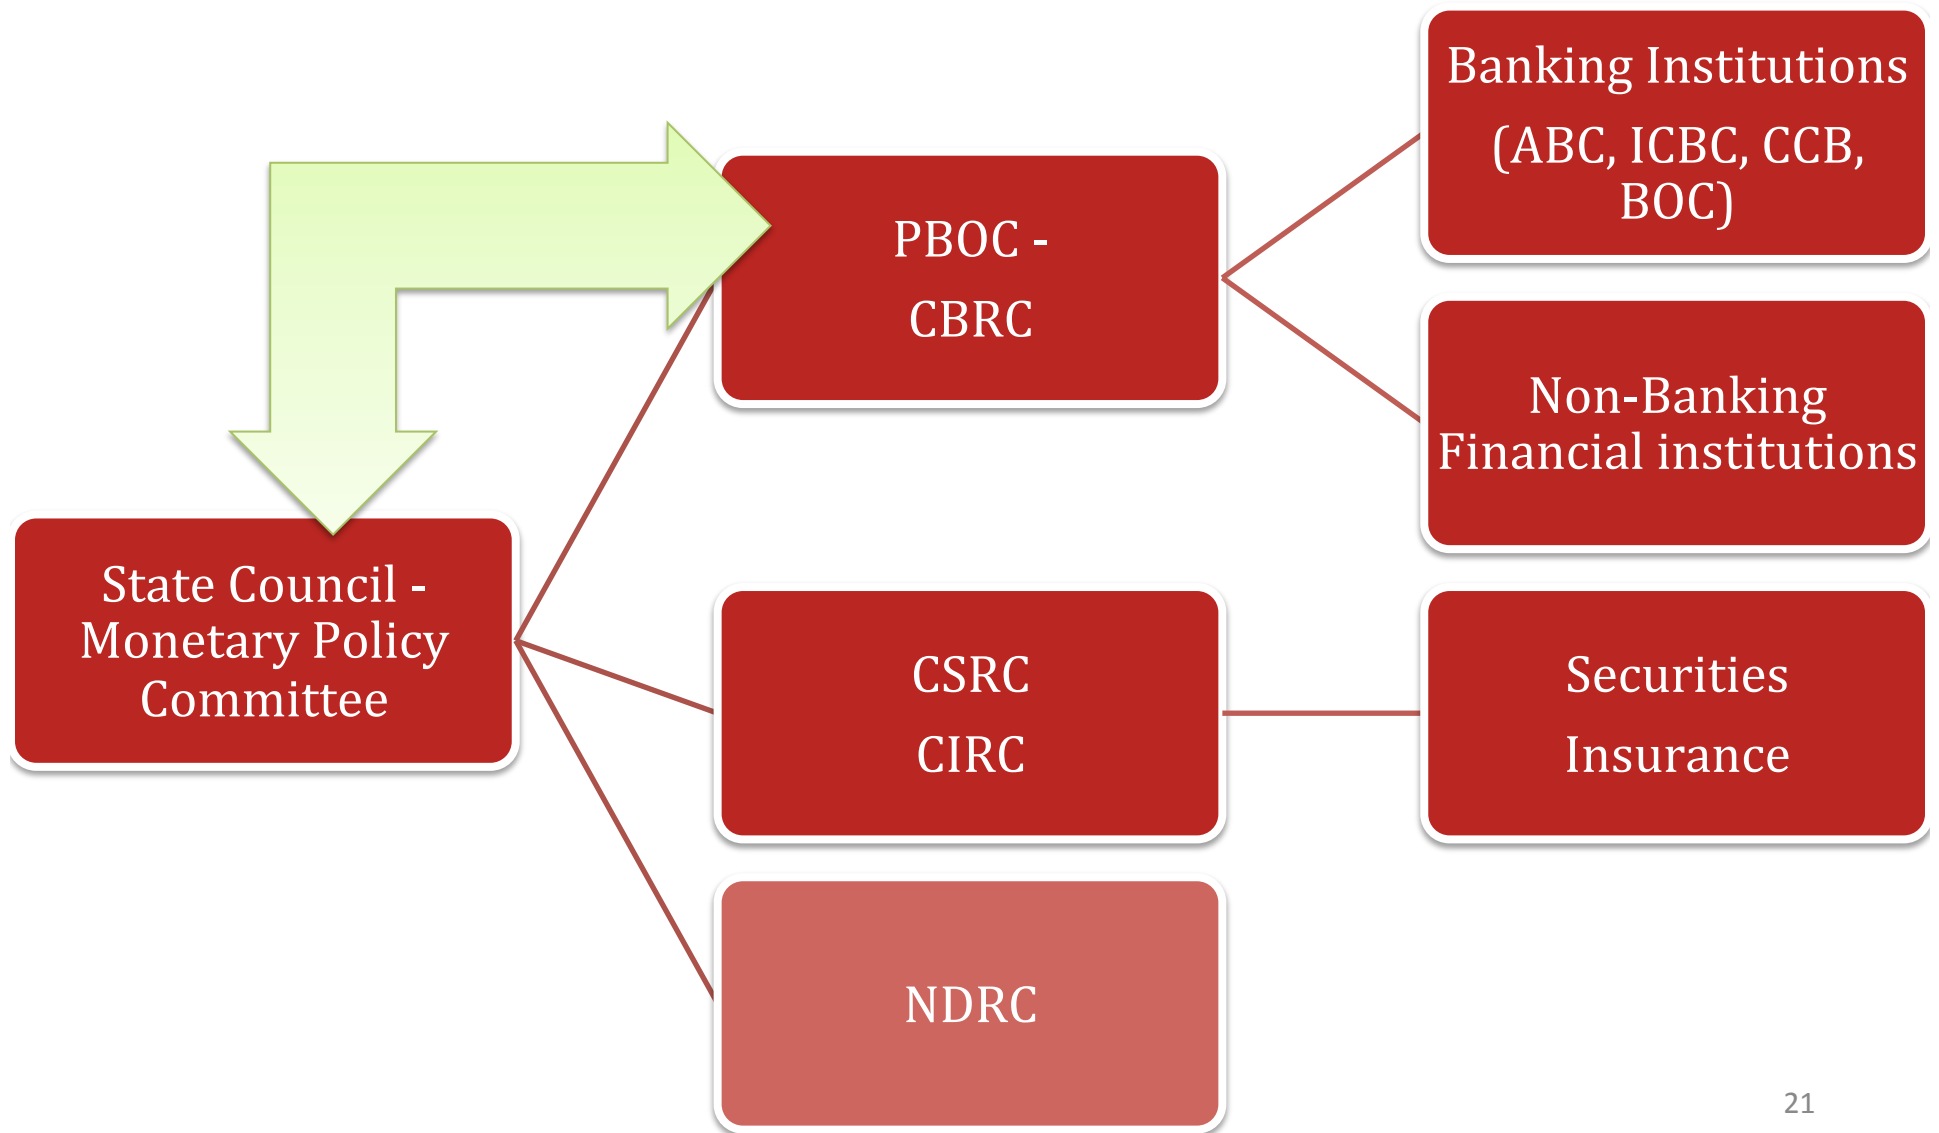 State Council -
Monetary Policy
Committee
PBOC -
CBRC
CSRC
CIRC
NDRC
Banking Institutions
(ABC, ICBC, CCB,
BOC)
Non-Banking
Financial institutions
Securities
Insurance
21